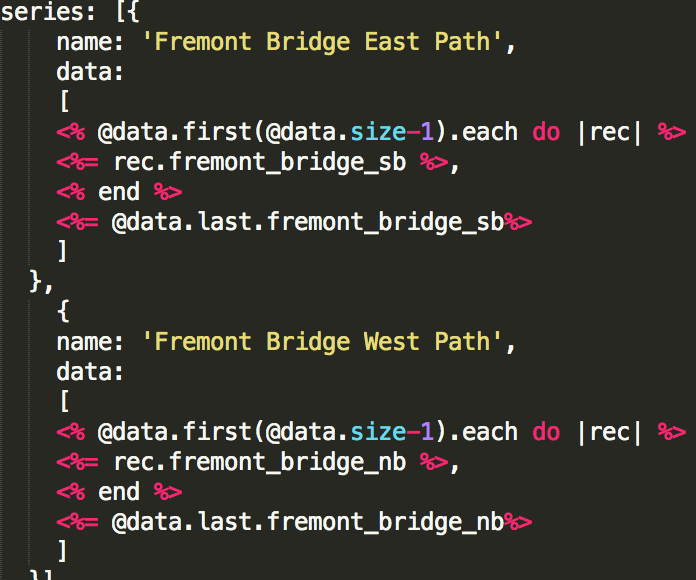 series: [{
name: 'Fremont Bridge East Path',
data:
[
<% @data.first(@data.size-1).each do |rec| %>
<%= rec.fremont_bridge_sb %>,
<% end %>
<%= @data.last.fremont_bridge_sb%>
]
},
{
name: 'Fremont Bridge West Path',
data:
[
<% @data.first(@data.size-1).each do |rec| %>
<%= rec.fremont_bridge_nb %>,
<% end %>
<%= @data.last.fremont_bridge_nb%>
]
}]